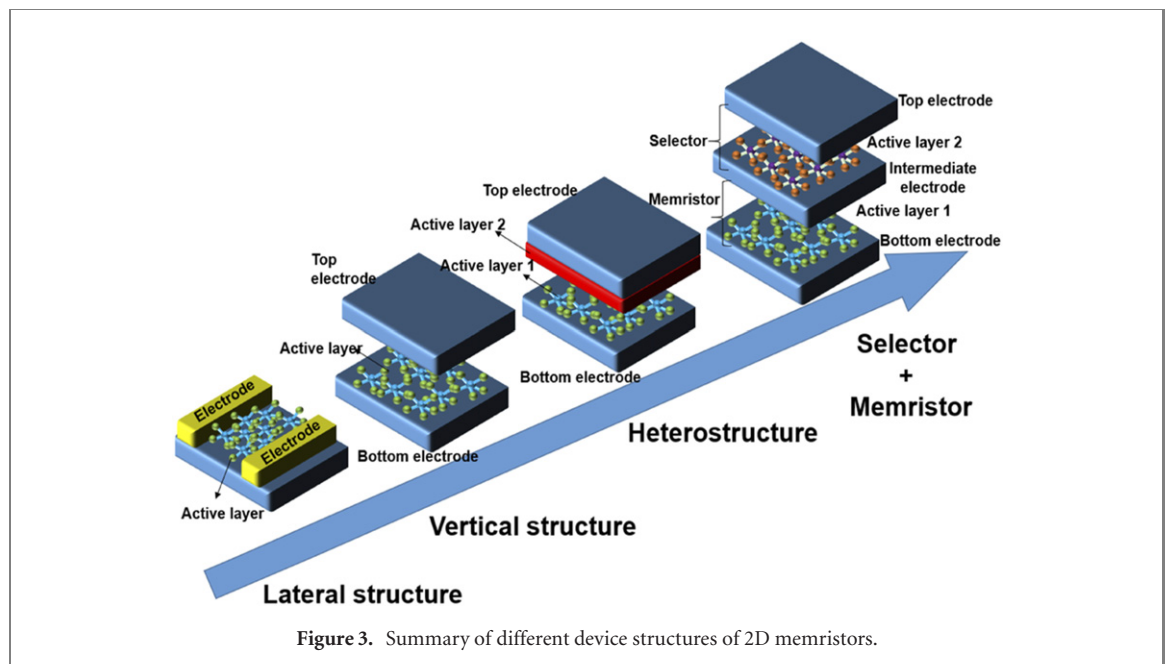 Top electrode
Selector
Active layer 2
Intermediate
electrode
Memristor
Active layer 1
Bottom electrode
Top electrode
Active layer 2
Active layer 1
Bottom electrode
Top
electrode
Active layer
Bottom electrode
Electrode
Electrode
Active layer
Selector
+
Memristor
Heterostructure
Vertical structure
Lateral structure
Figure 3. Summary of different device structures of 2D memristors.